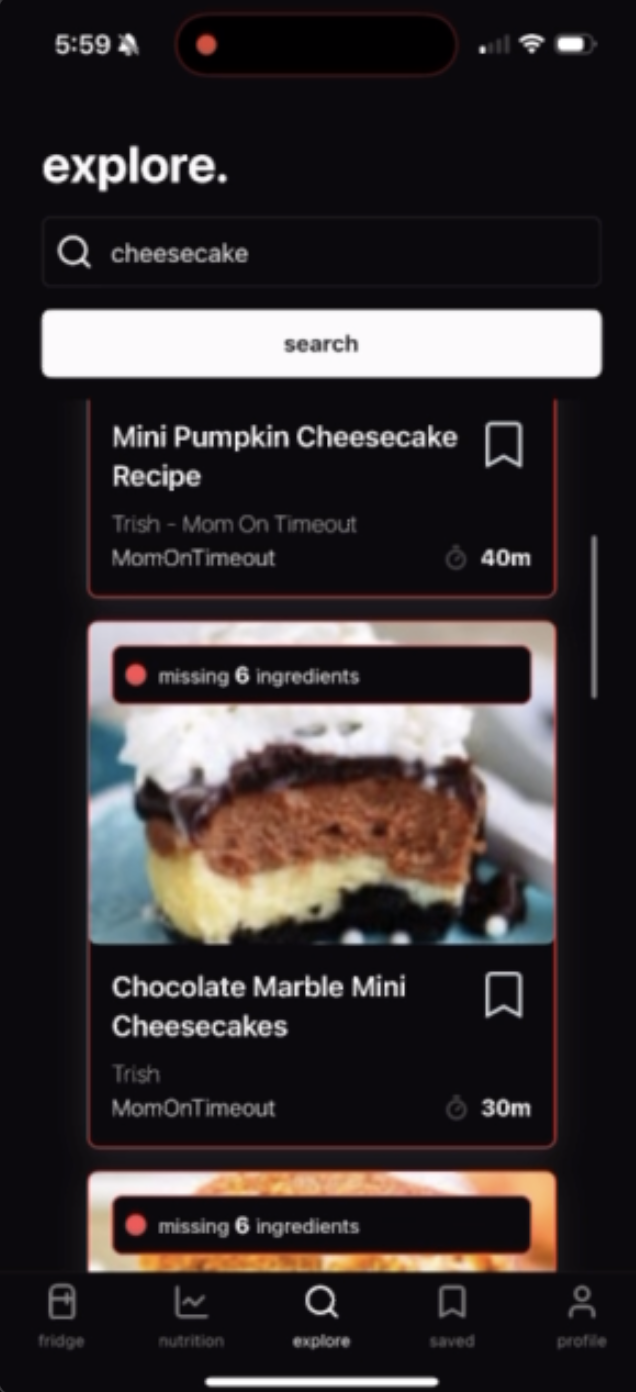 5:59
explore.
cheesecake
search
Mini Pumpkin Cheesecake
Recipe
Trish - Mom On Timeout
MomOnTimeout
40m
missing 6 ingredients
Chocolate Marble Mini
Cheesecakes
Trish
MomOnTimeout
30m
missing 6 ingredients
fridge
nutrition
explore
saved
profile